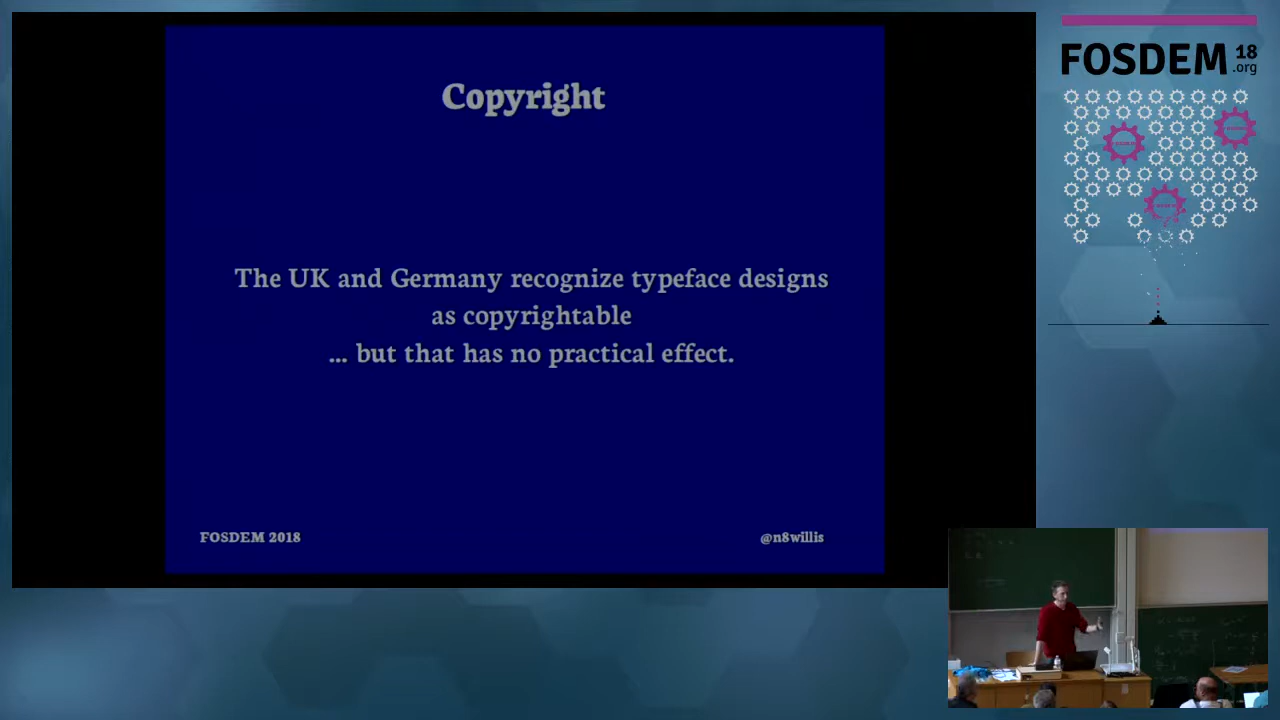 Copyright
The UK and Germany recognize typeface designs
as copyrightable
... but that has no practical effect.
FOSDEM 2018
@n8willis
FOSDEM 18
.org